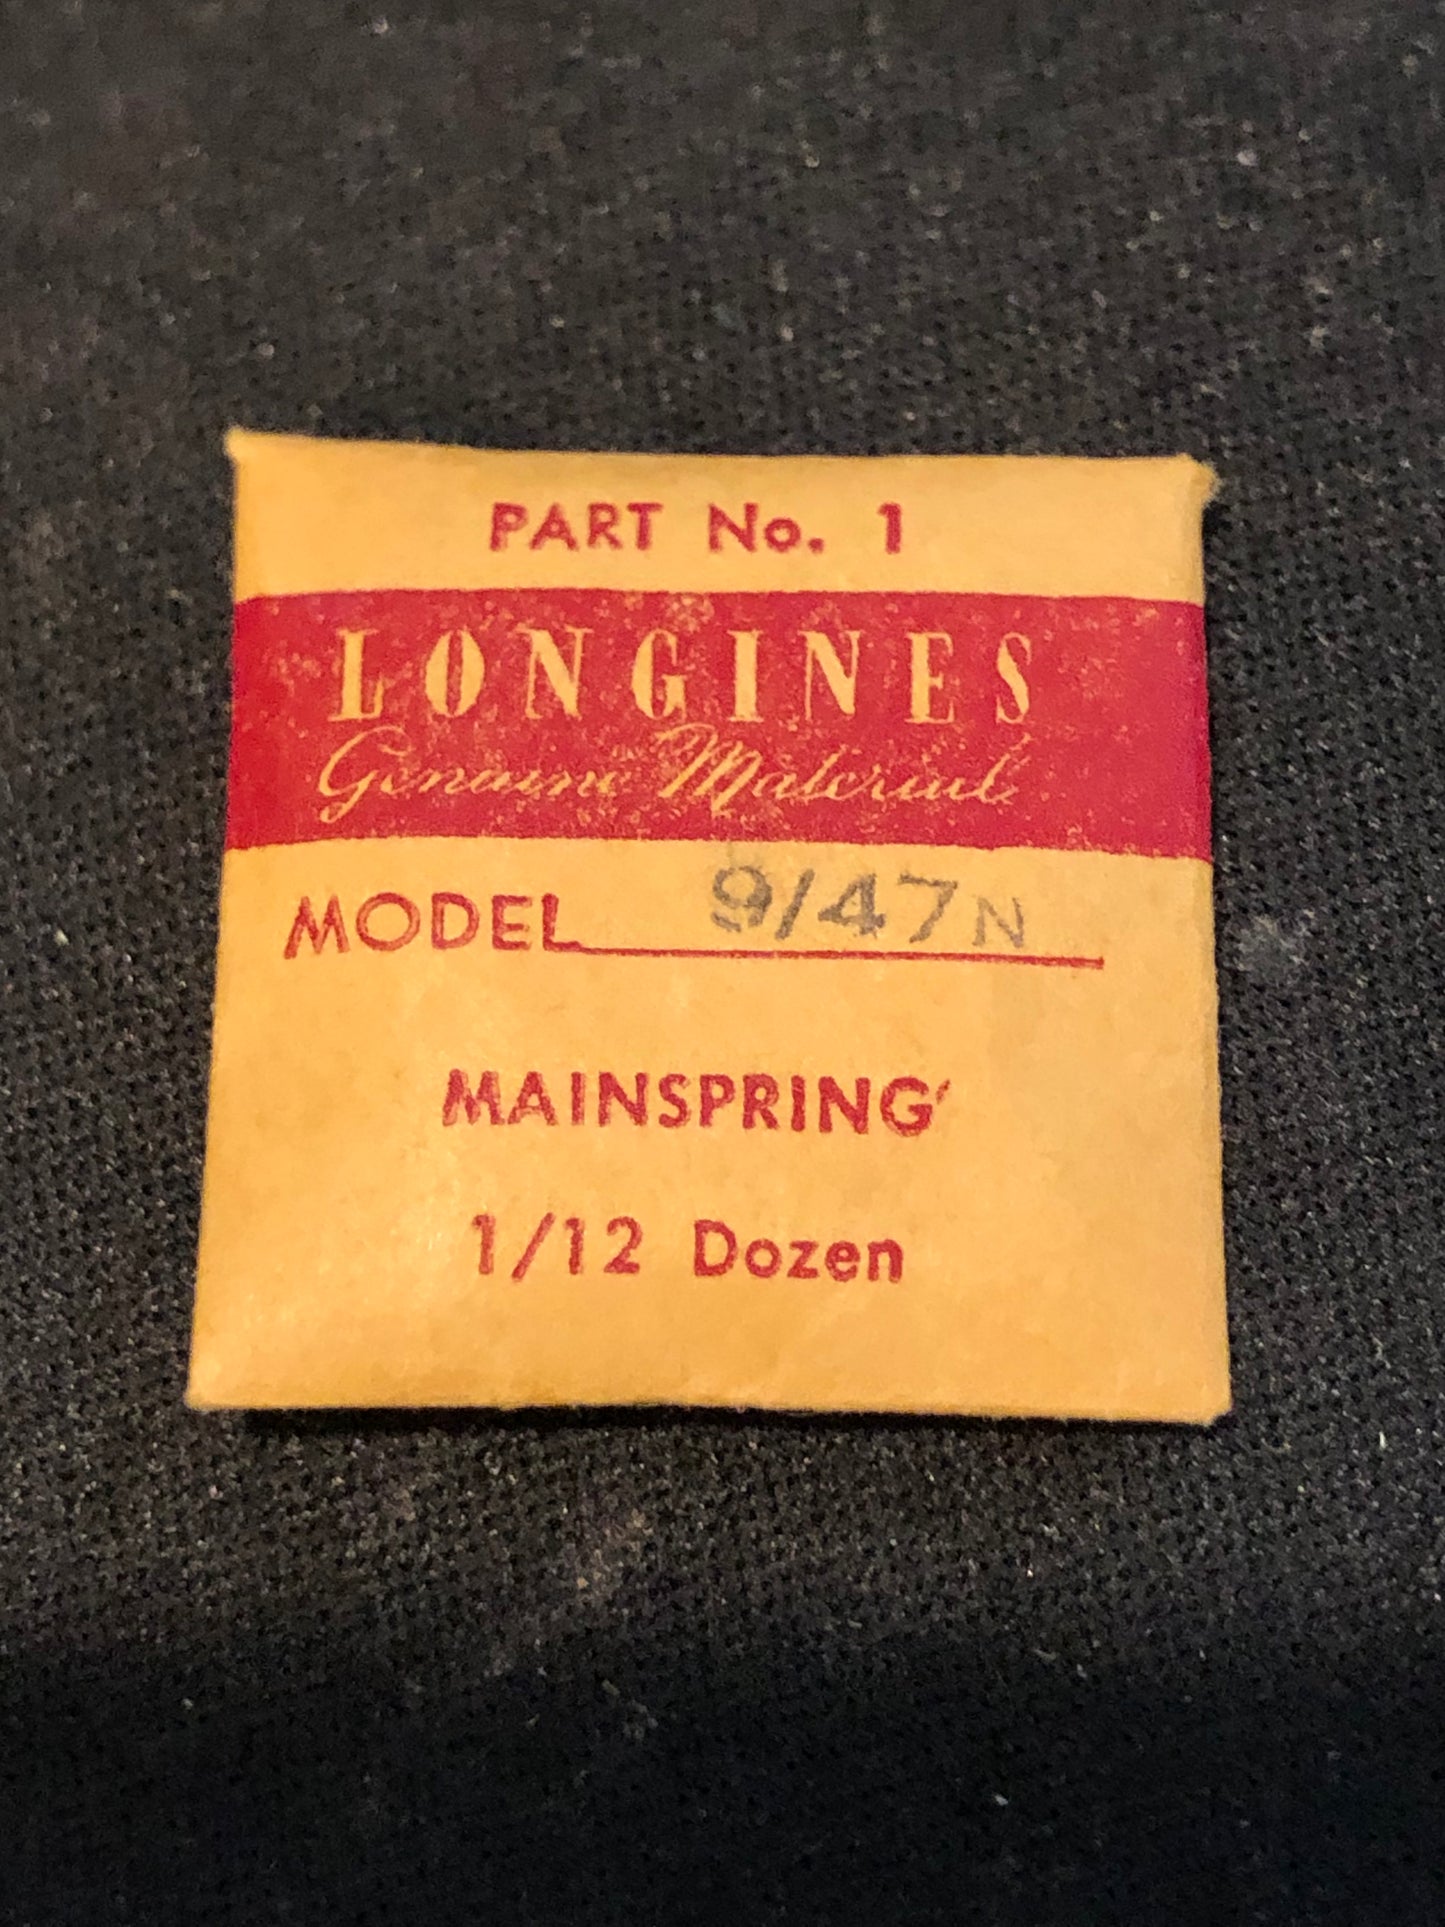 PART No. 1
LONGINES
Genuine Material
MODEL 9/47N
MAINSPRING
1/12 Dozen